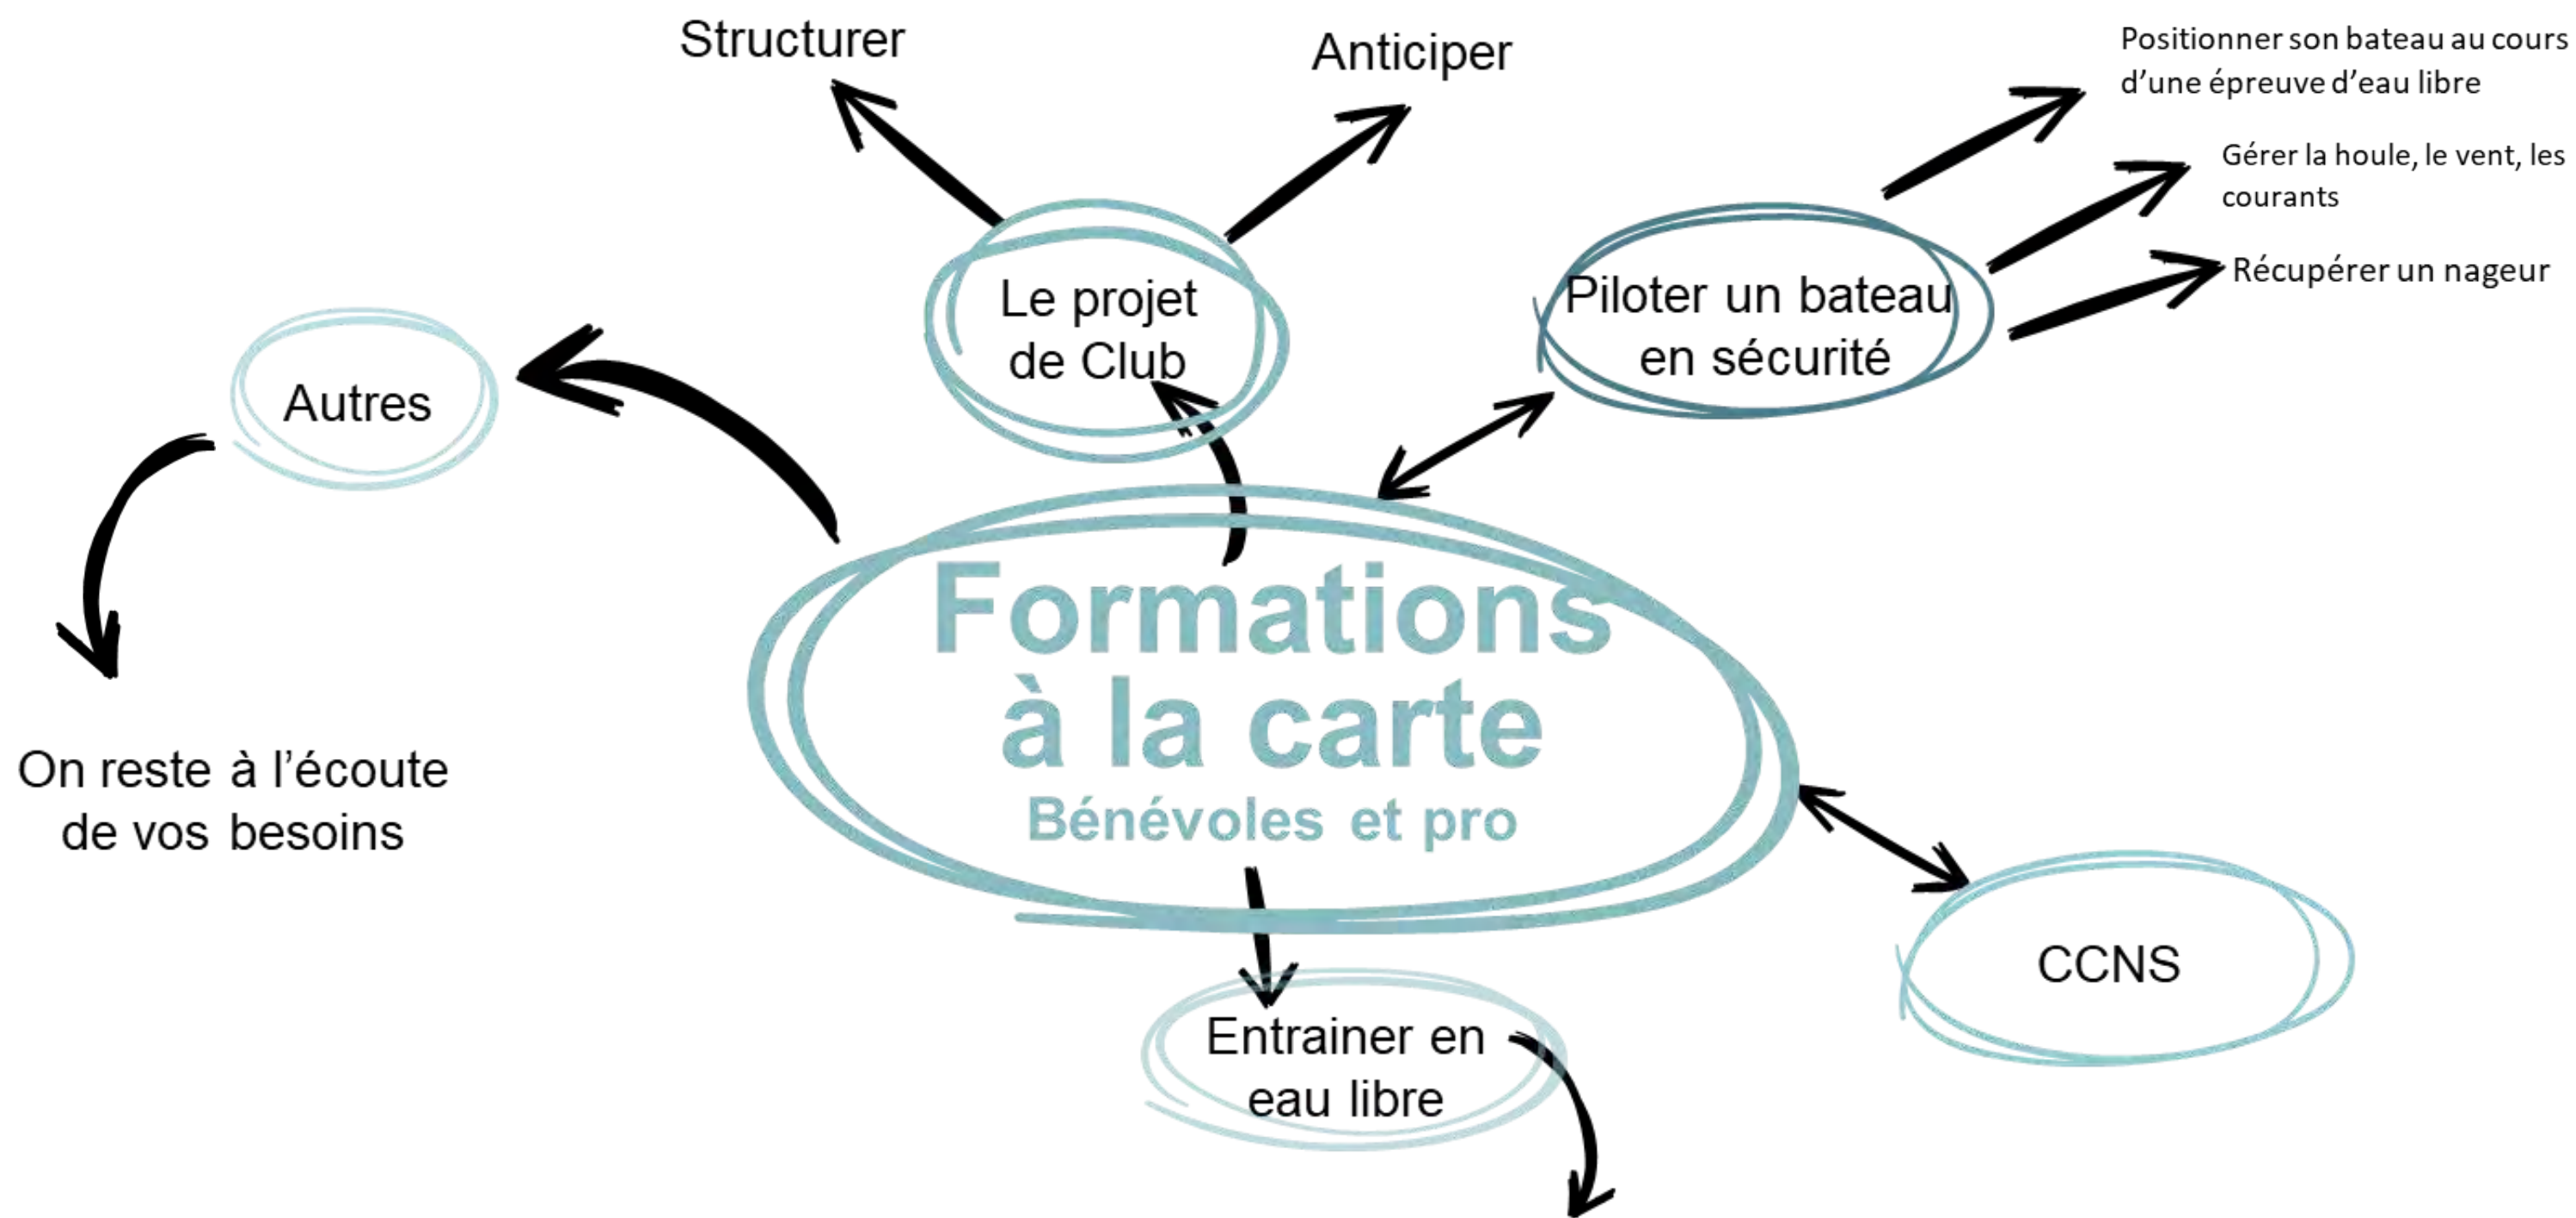 Structurer
Anticiper
Positionner son bateau au cours
d’une épreuve d’eau libre
Gérer la houle, le vent, les
courants
Récupérer un nageur
Le projet
de Club
Piloter un bateau
en sécurité
Autres
On reste à l’écoute
de vos besoins
Formations
à la carte
Bénévoles et pro
CCNS
Entrainer en
eau libre